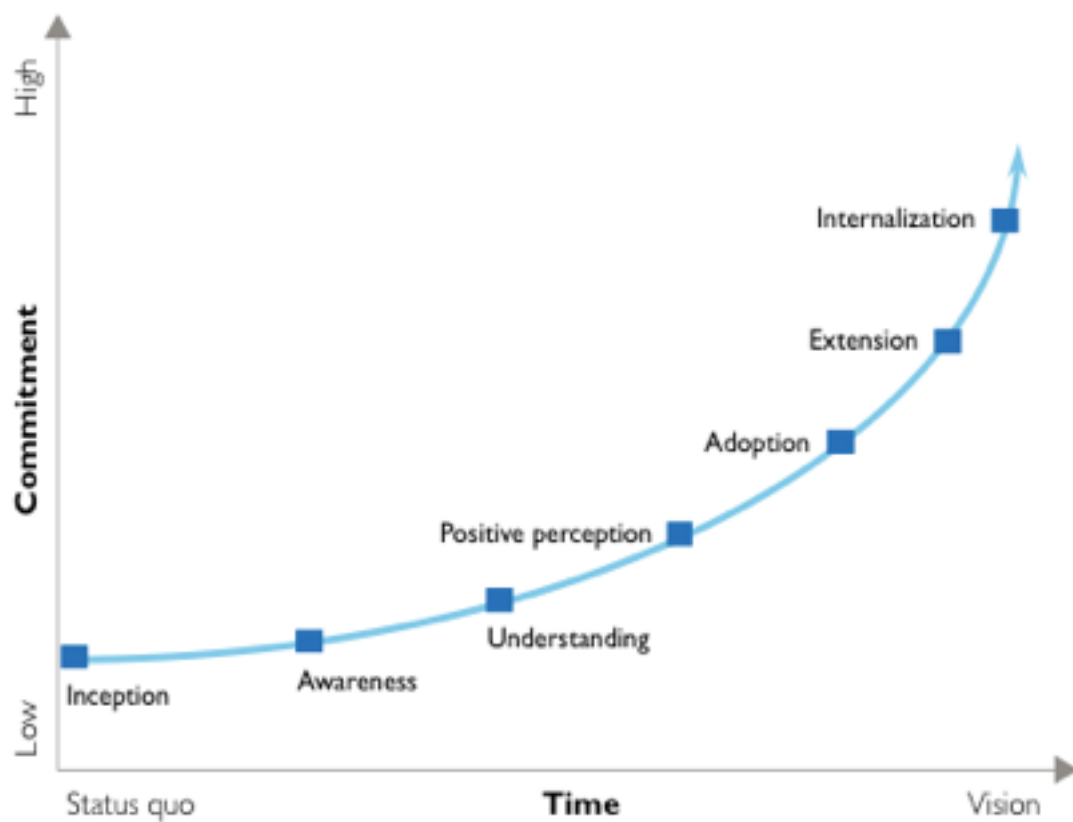 High
Internalization
Extension
Commitment
Adoption
Positive perception
Understanding
Awareness
Inception
Low
Status quo
Time
Vision